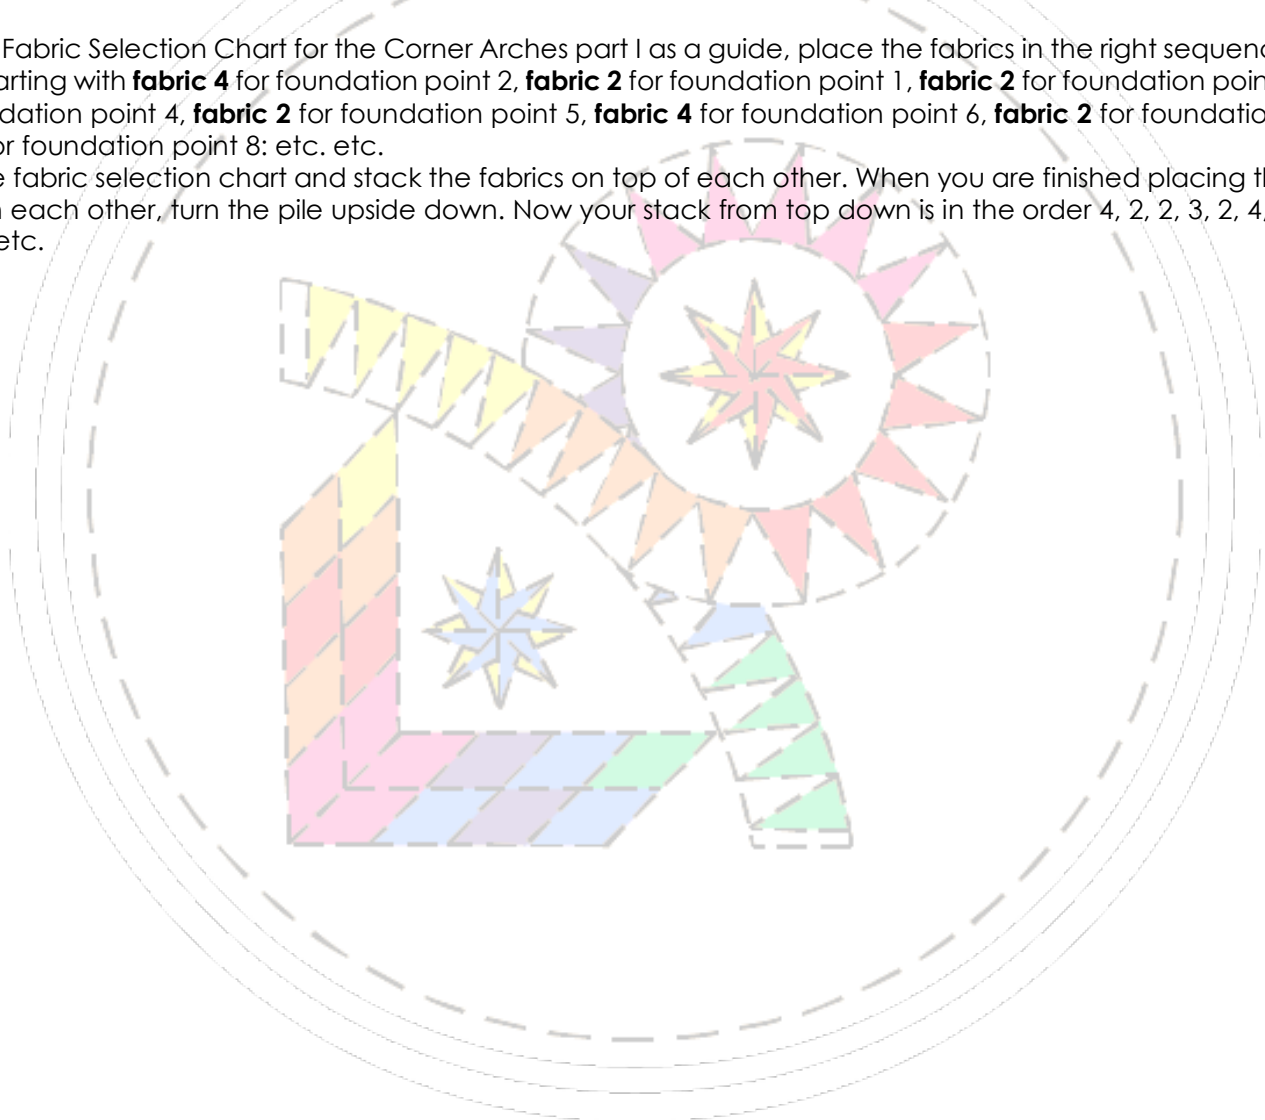 Fabric Selection Chart for the Corner Arches part I as a guide, place the fabrics in the right
arting with fabric 4 for foundation point 2, fabric 2 for foundation point 1, fabric 2 for foundation
dation point 4, fabric 2 for foundation point 5, fabric 4 for foundation point 6, fabric 2 for
or foundation point 8: etc. etc.
e fabric selection chart and stack the fabrics on top of each other. When you are finished placing
each other, turn the pile upside down. Now your stack from top down is in the order 4, 2, 2, 3, 2, 4,
etc.